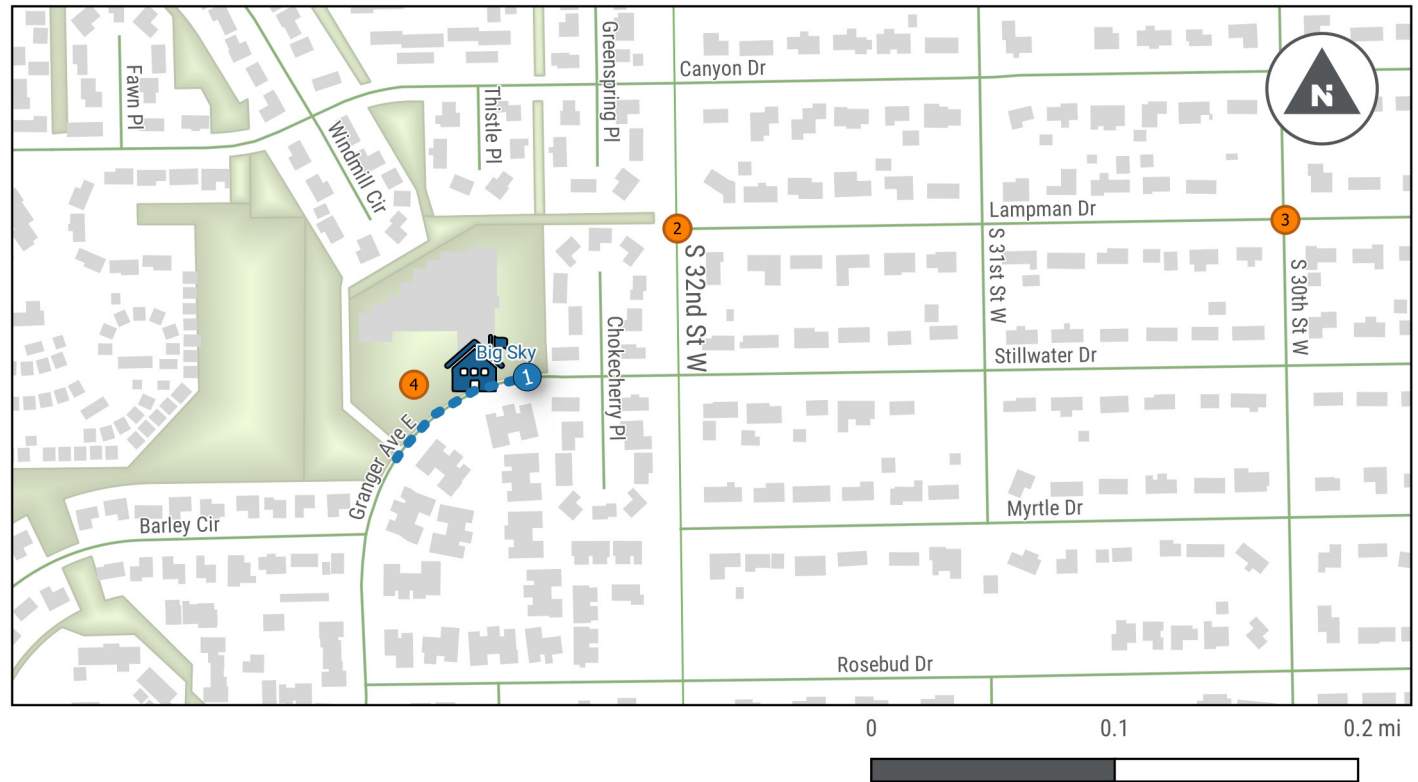 Greenspring Pl
Canyon Dr
Fawn Pl
Thistle Pl
N
Windmill Cir
Lampman Dr
2
3
S 32nd St W
S 31st St W
S 30th St W
Big Sky
Chokecherry Pl
Stillwater Dr
1
4
Granger Ave E
Myrtle Dr
Barley Cir
Rosebud Dr
0 0.1 0.2 mi